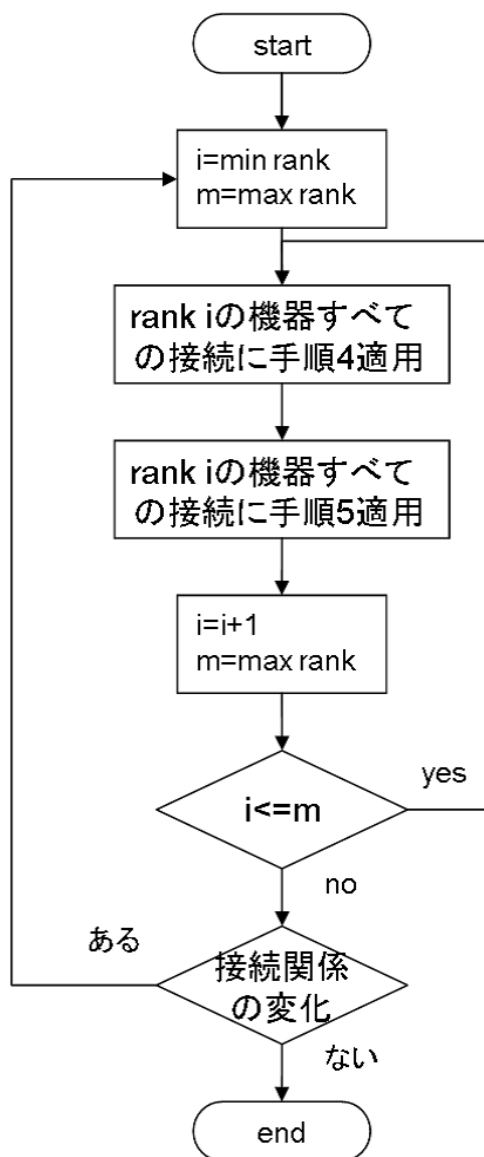 start
i=min rank
m=max rank
rank iの機器すべて
の接続に手順4適用
rank iの機器すべて
の接続に手順5適用
i=i+1
m=max rank
i<=m
yes
no
ある
接続関係
の変化
ない
end